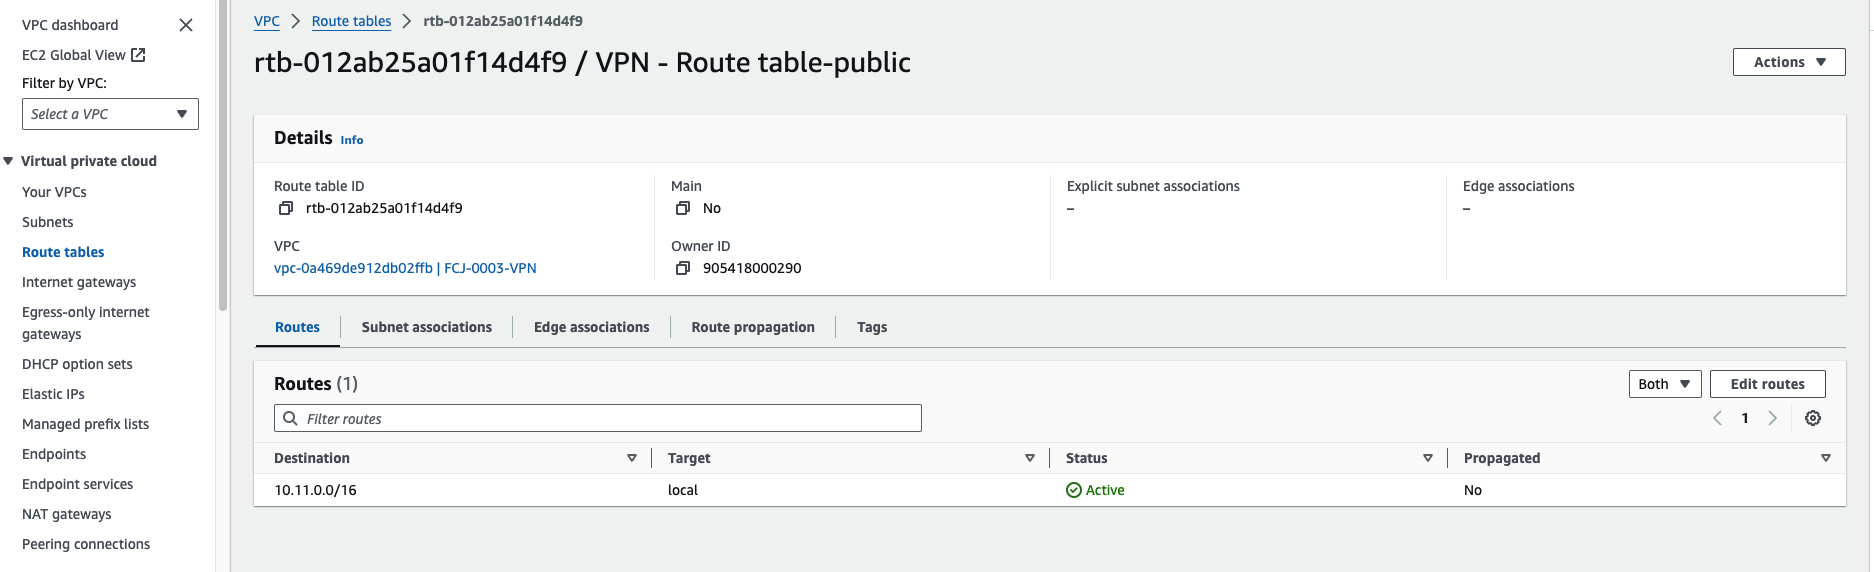 VPC dashboard
EC2 Global View
Filter by VPC:
Select a VPC
Virtual private cloud
Your VPCs
Subnets
Route tables
Internet gateways
Egress-only internet
gateways
DHCP option sets
Elastic IPs
Managed prefix lists
Endpoints
Endpoint services
NAT gateways
Peering connections
VPC > Route tables > rtb-012ab25a01f14d4f9
rtb-012ab25a01f14d4f9 / VPN - Route table-public
Actions
Details Info
Route table ID
rtb-012ab25a01f14d4f9
Main
No
Explicit subnet associations
–
Edge associations
–
VPC
vpc-0a469de912db02ffb | FCJ-0003-VPN
Owner ID
905418000290
Routes Subnet associations Edge associations Route propagation Tags
Routes (1)
Both Edit routes
Filter routes
1
Destination Target Status Propagated
10.11.0.0/16 local Active No